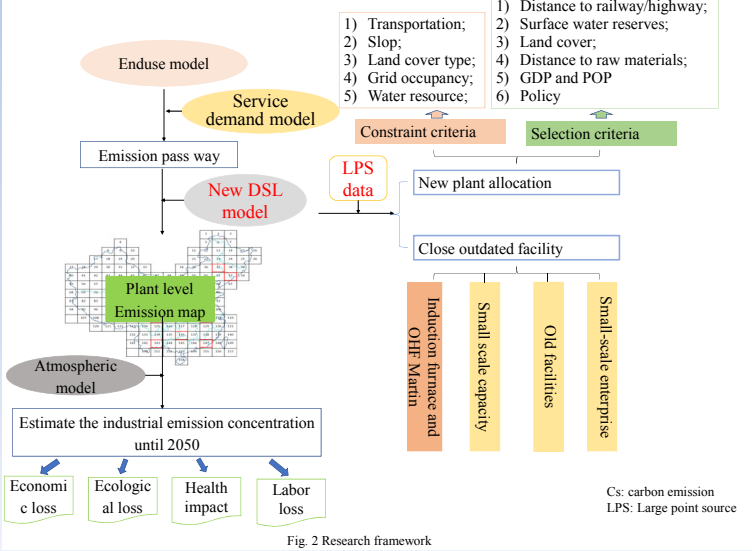 1) Transportation;
2) Slop;
3) Land cover type;
4) Grid occupancy;
5) Water resource;
1) Distance to railway/highway;
2) Surface water reserves;
3) Land cover;
4) Distance to raw materials;
5) GDP and POP
6) Policy
Enduse model
Service
demand model
Constraint criteria
Selection criteria
Emission pass way
LPS
data
New DSL
model
New plant allocation
Close outdated facility
Plant level
Emission map
Induction furnace and
OHF Martin
Small scale capacity
Old facilities
Small-scale enterprise
Atmospheric
model
Estimate the industrial emission concentration
until 2050
Economi
c loss
Ecologic
al loss
Health
impact
Labor
loss
Cs: carbon emission
LPS: Large point source
Fig. 2 Research framework